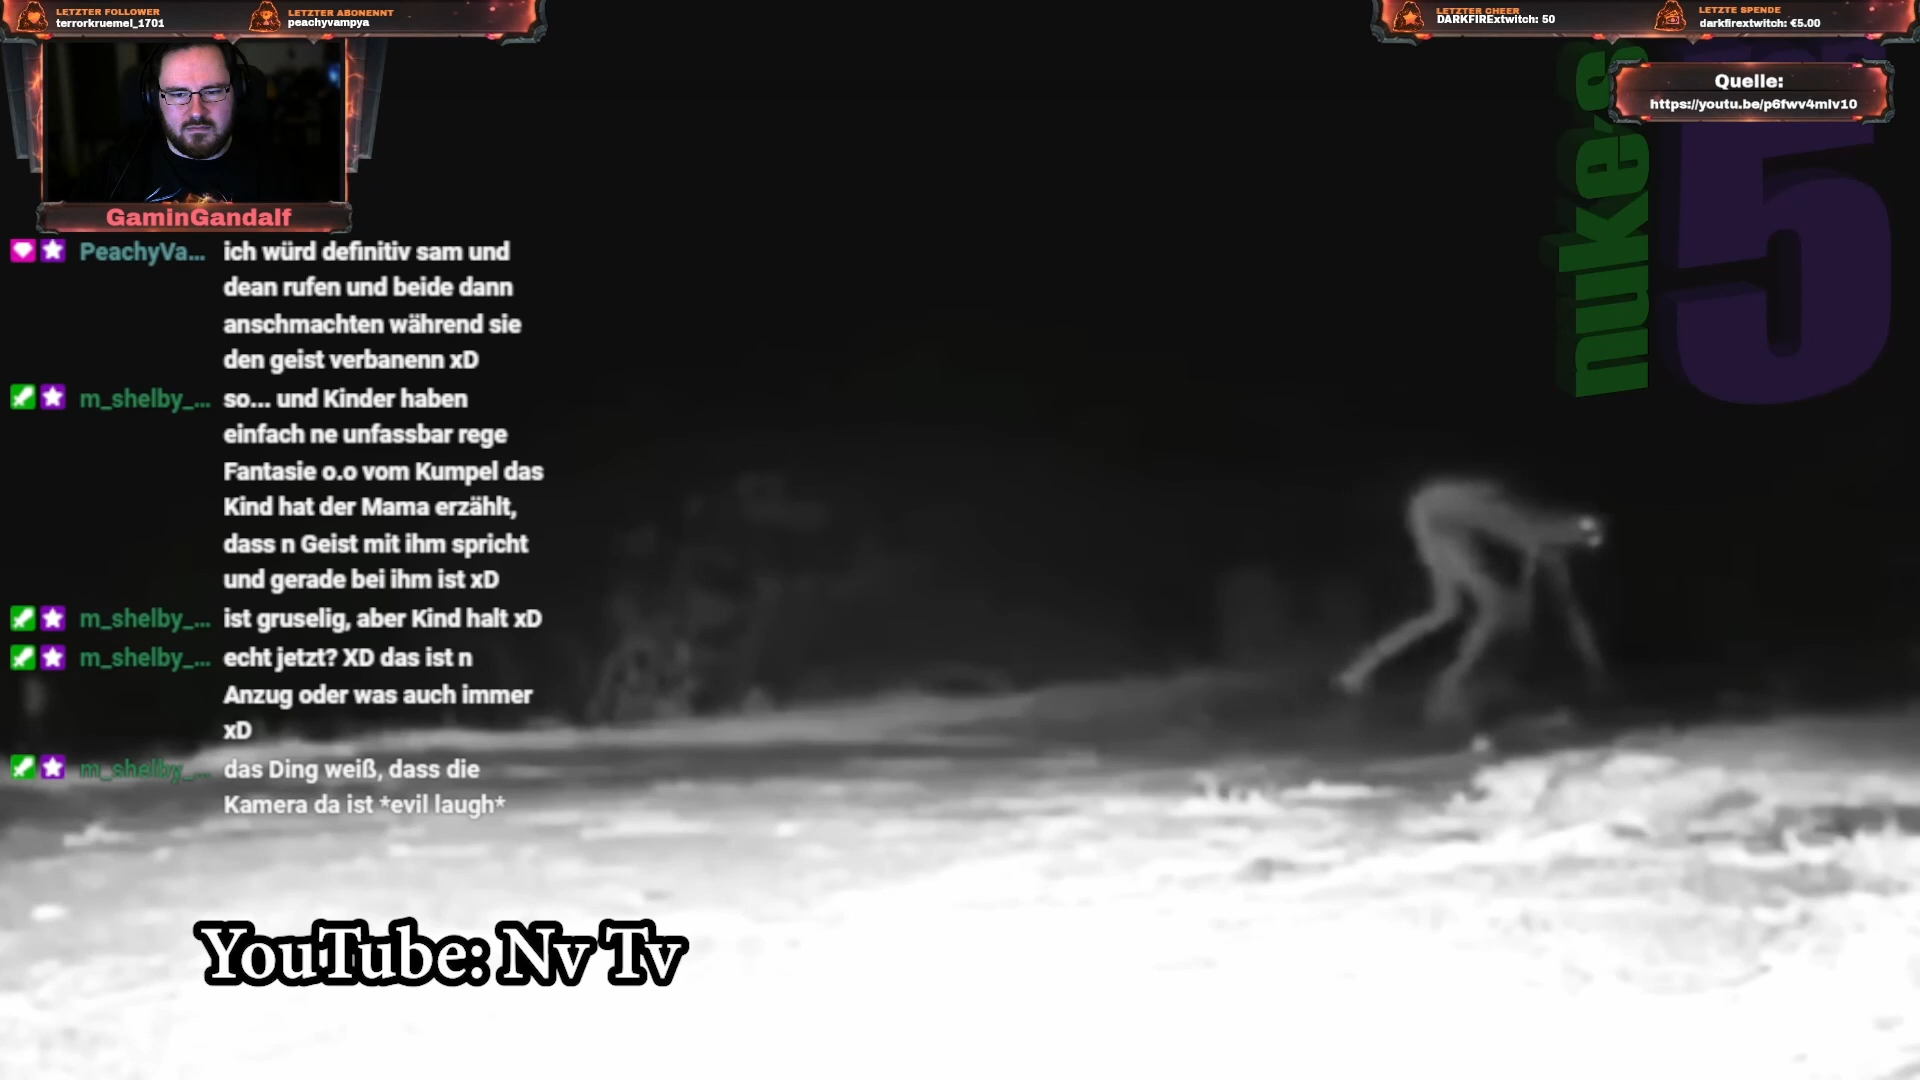 LETZTER FOLLOWER
terrorkruemel_1701
LETZTER ABONNENT
peachyvampya
LETZTER CHEER
DARKFIRExtwitch: 50
LETZTE SPENDE
darkfirextwitch: €5.00
Quelle:
https://youtu.be/p6fwv4mlv10
nuke's
5
GaminGandalf
PeachyVa... ich würd definitiv sam und
dean rufen und beide dann
anschmachten während sie
den geist verbanenn xD
m_shelby_... so... und Kinder haben
einfach ne unfassbar rege
Fantasie o.o vom Kumpel das
Kind hat der Mama erzählt,
dass n Geist mit ihm spricht
und gerade bei ihm ist xD
m_shelby_... ist gruselig, aber Kind halt xD
m_shelby_... echt jetzt? XD das ist n
Anzug oder was auch immer
xD
m_shelby_... das Ding weiß, dass die
Kamera da ist *evil laugh*
YouTube: Nv Tv